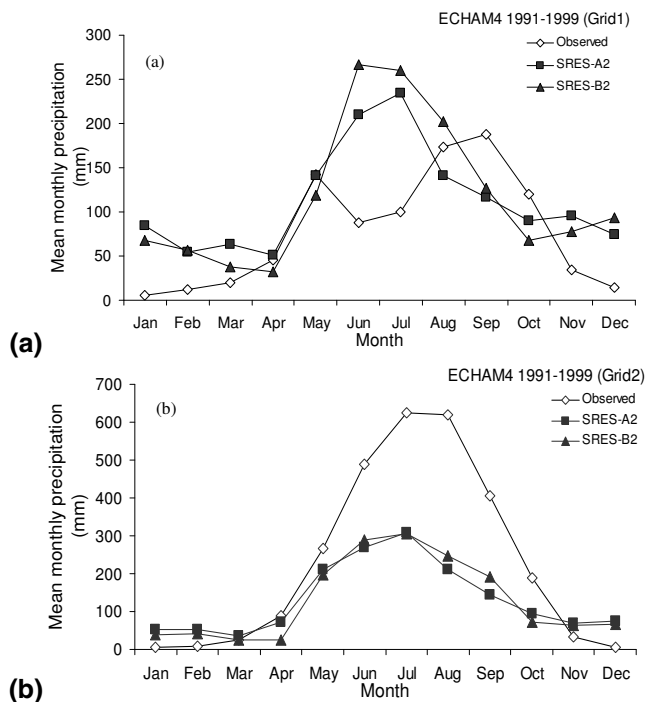 ECHAM4 1991-1999 (Grid1)
Observed
SRES-A2
SRES-B2
(a)
Mean monthly precipitation
(mm)
300
250
200
150
100
50
0
Jan Feb Mar Apr May Jun Jul Aug Sep Oct Nov Dec
Month
(a)
ECHAM4 1991-1999 (Grid2)
Observed
SRES-A2
SRES-B2
(b)
Mean monthly precipitation
(mm)
700
600
500
400
300
200
100
0
Jan Feb Mar Apr May Jun Jul Aug Sep Oct Nov Dec
Month
(b)